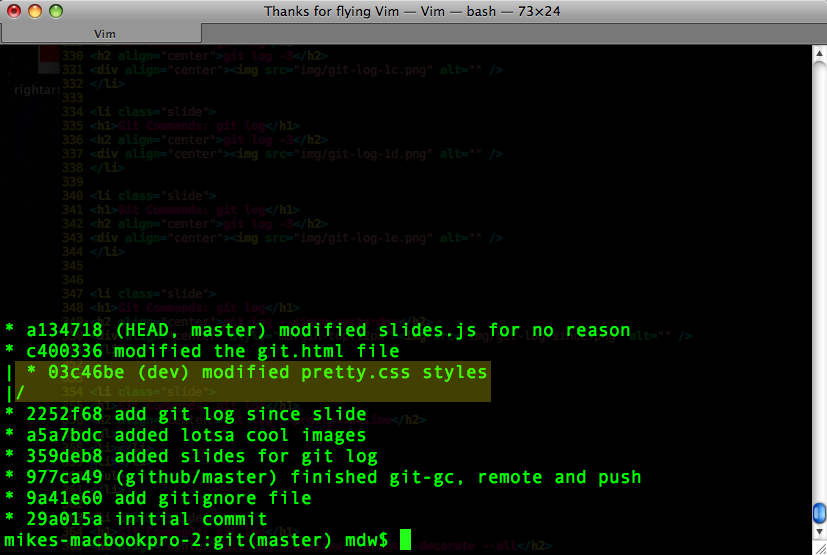 Thanks for flying Vim — Vim — bash — 73×24
Vim
330 <h2 align="center">git log -3</h2>
331 <div align="center"><img src="img/git-log-1c.png" alt="" />
332 </li>
333
334 <li class="slide">
335 <h1>Git Commands: git log</h1>
336 <h2 align="center">git log -3</h2>
337 <div align="center"><img src="img/git-log-1d.png" alt="" />
338 </li>
339
340 <li class="slide">
341 <h1>Git Commands: git log</h1>
342 <h2 align="center">git log -3</h2>
343 <div align="center"><img src="img/git-log-1e.png" alt="" />
344 </li>
345
346
347 <li class="slide">
348 <h1>Git Commands: git log</h1>
* a134718 (HEAD, master) modified slides.js for no reason
* c400336 modified the git.html file
| * 03c46be (dev) modified pretty.css styles
|/
* 2252f68 add git log since slide
* a5a7bdc added lotsa cool images
* 359deb8 added slides for git log
* 977ca49 (github/master) finished git-gc, remote and push
* 9a41e60 add gitignore file
* 29a015a initial commit
mikes-macbookpro-2:git(master) mdw$